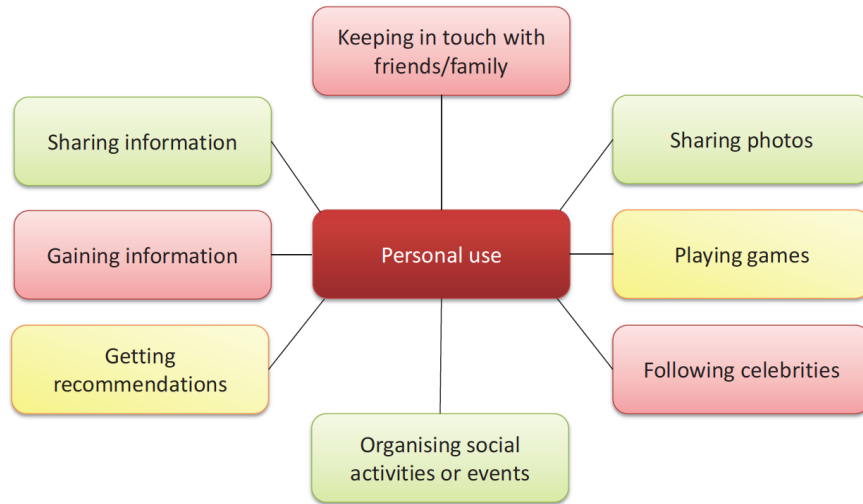 Keeping in touch with
friends/family
Sharing information
Sharing photos
Gaining information
Personal use
Playing games
Getting
recommendations
Following celebrities
Organising social
activities or events